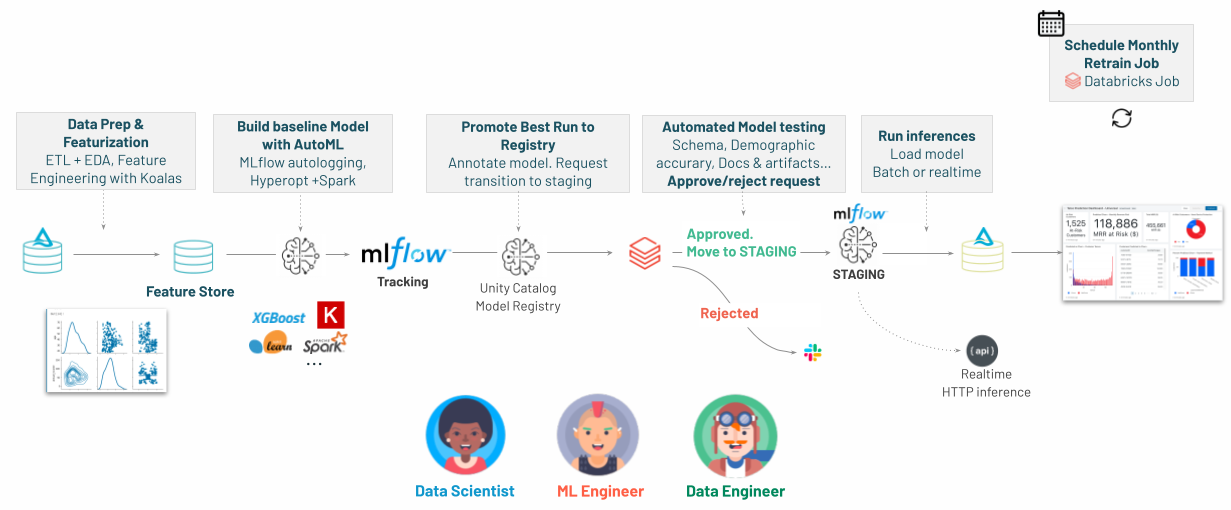 Schedule Monthly
Retrain Job
Databricks Job
Data Prep &
Featurization
ETL + EDA, Feature
Engineering with Koalas
Build baseline Model
with AutoML
MLflow autologging,
Hyperopt +Spark
Promote Best Run to
Registry
Annotate model. Request
transition to staging
Automated Model testing
Schema, Demographic
accurary, Docs & artifacts...
Approve/reject request
Run inferences
Load model
Batch or realtime
Feature Store
mlflow
Tracking
Unity Catalog
Model Registry
Approved.
Move to STAGING
Rejected
mlflow
STAGING
1,525
118,886
MRR at Risk ($)
XGBoost
K
learn
APACHE
Spark
...
{api}
Realtime
HTTP inference
Data Scientist
ML Engineer
Data Engineer